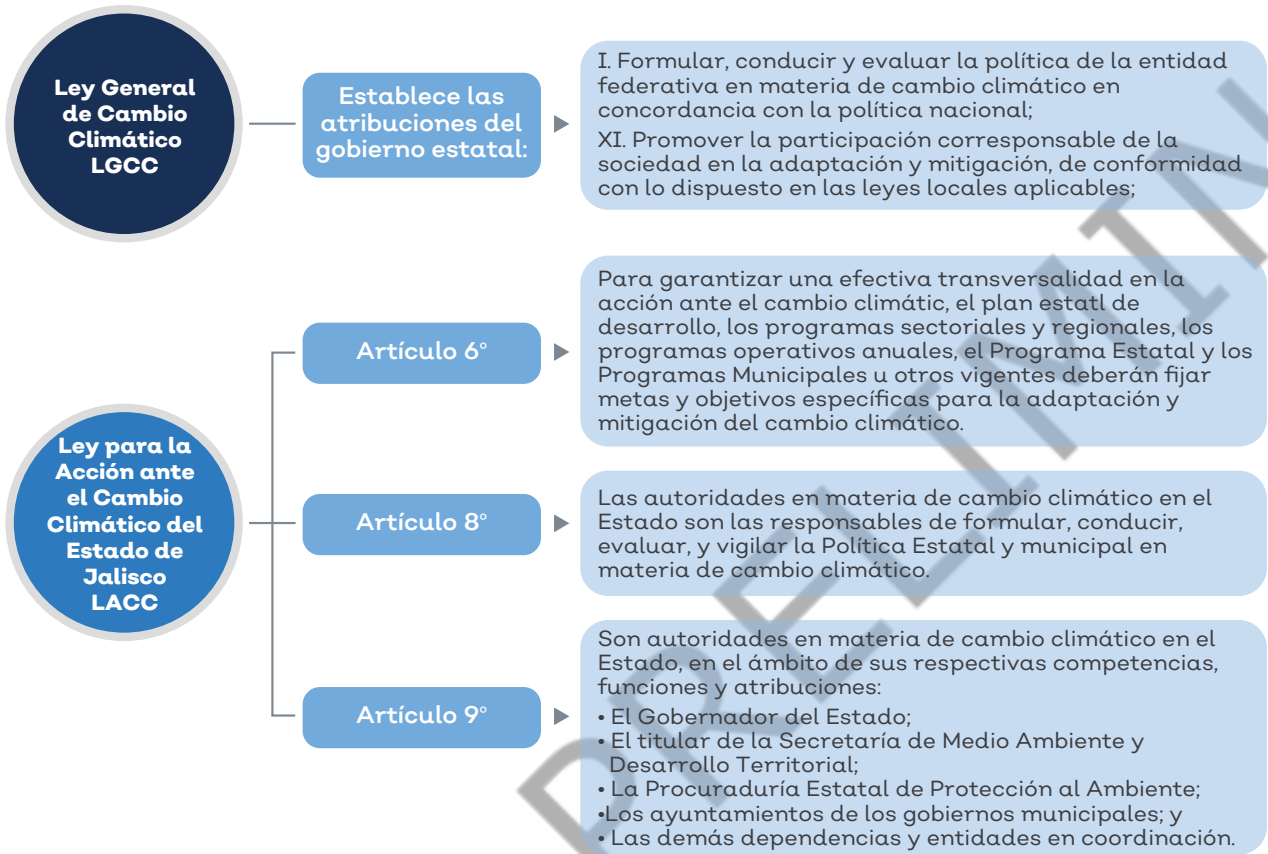 Ley General
de Cambio
Climático
LGCC
Establece las
atribuciones del
gobierno estatal:
I. Formular, conducir y evaluar la política de la entidad
federativa en materia de cambio climático en
concordancia con la política nacional;
XI. Promover la participación corresponsable de la
sociedad en la adaptación y mitigación, de conformidad
con lo dispuesto en las leyes locales aplicables;
Ley para la
Acción ante
el Cambio
Climático del
Estado de
Jalisco
LACC
Artículo 6°
Para garantizar una efectiva transversalidad en la
acción ante el cambio climátic, el plan estatl de
desarrollo, los programas sectoriales y regionales, los
programas operativos anuales, el Programa Estatal y los
Programas Municipales u otros vigentes deberán fijar
metas y objetivos específicas para la adaptación y
mitigación del cambio climático.
Artículo 8°
Las autoridades en materia de cambio climático en el
Estado son las responsables de formular, conducir,
evaluar, y vigilar la Política Estatal y municipal en
materia de cambio climático.
Artículo 9°
Son autoridades en materia de cambio climático en el
Estado, en el ámbito de sus respectivas competencias,
funciones y atribuciones:
• El Gobernador del Estado;
• El titular de la Secretaría de Medio Ambiente y
Desarrollo Territorial;
• La Procuraduría Estatal de Protección al Ambiente;
•Los ayuntamientos de los gobiernos municipales; y
• Las demás dependencias y entidades en coordinación.
PRELIMIN